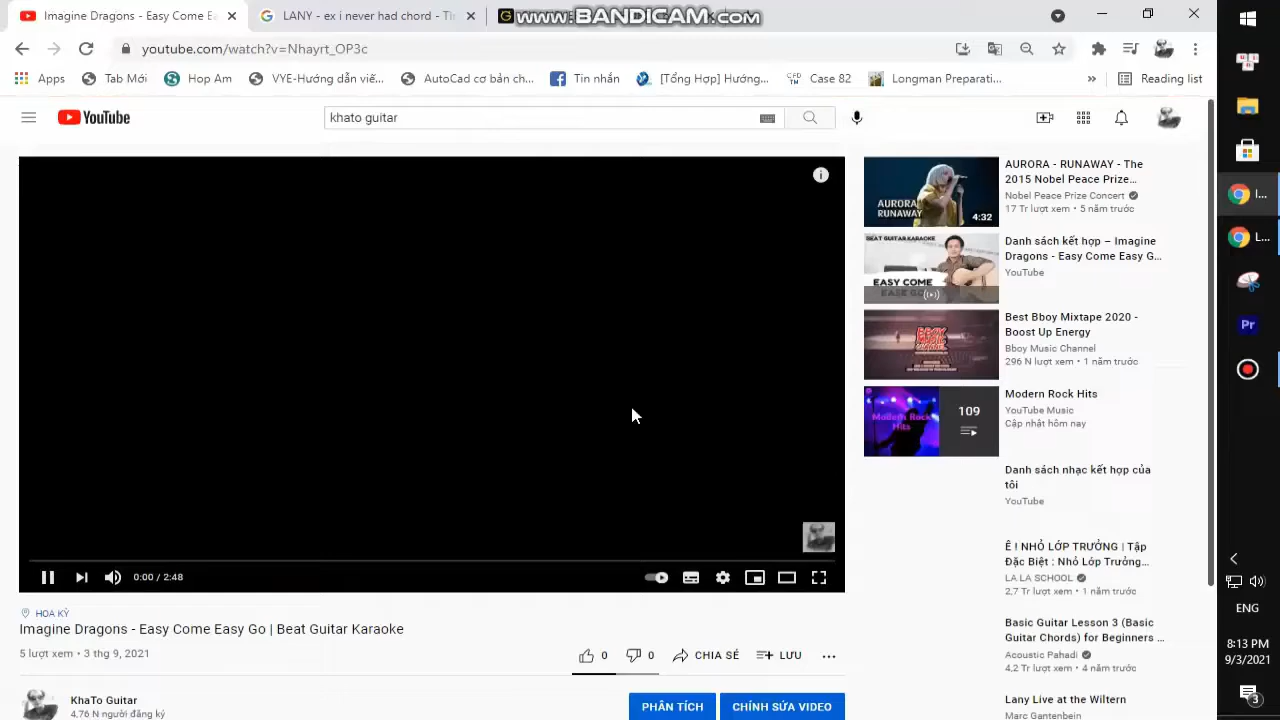 Imagine Dragons - Easy Come E
LANY - ex i never had chord - Th
www.BANDICAM.com
youtube.com/watch?v=Nhayrt_OP3c
Apps
Tab Mới
Hop Am
VYE-Hướng dẫn viế...
AutoCad cơ bản ch...
Tin nhắn
[Tổng Hợp] Hướng...
Case 82
Longman Preparati...
»
Reading list
YouTube
khato guitar
AURORA
RUNAWAY
4:32
AURORA - RUNAWAY - The
2015 Nobel Peace Prize...
Nobel Peace Prize Concert
17 Tr lượt xem • 5 năm trước
BEAT GUITAR KARAOKE
EASY COME
EASE GO
Danh sách kết hợp – Imagine
Dragons - Easy Come Easy G...
YouTube
BBOY
MUSIC
CHANNEL
Best Bboy Mixtape 2020 -
Boost Up Energy
Bboy Music Channel
296 N lượt xem • 1 năm trước
Modern Rock
Hits
109
Modern Rock Hits
YouTube Music
Cập nhật hôm nay
Danh sách nhạc kết hợp của
tôi
YouTube
Ê ! NHỎ LỚP TRƯỞNG | Tập
Đặc Biệt : Nhỏ Lớp Trưởng...
LA LA SCHOOL
2,7 Tr lượt xem • 1 năm trước
Basic Guitar Lesson 3 (Basic
Guitar Chords) for Beginners ...
Acoustic Pahadi
4,2 Tr lượt xem • 4 năm trước
Lany Live at the Wiltern
Marc Gantenbein
0:00 / 2:48
HOA KỲ
Imagine Dragons - Easy Come Easy Go | Beat Guitar Karaoke
5 lượt xem • 3 thg 9, 2021
0
0
CHIA SẺ
LƯU
KhaTo Guitar
4,76 N người đăng ký
PHÂN TÍCH
CHỈNH SỬA VIDEO
I...
L...
Pr
ENG
8:13 PM
9/3/2021
3